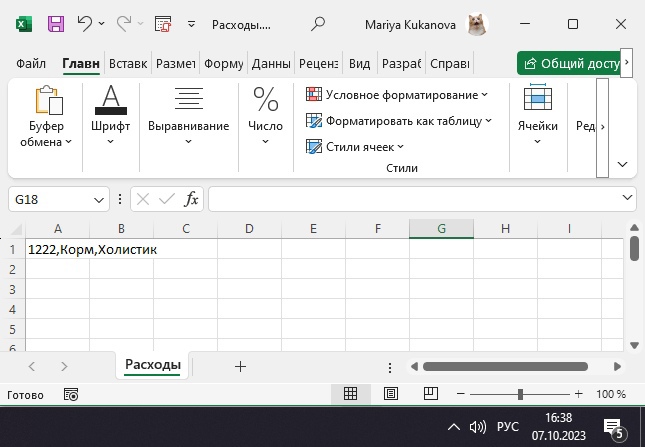 Расходы....
Mariya Kukanova
Файл Главн Вставк Размет Форму Данны Реценз Вид Разраб Справ
Общий досту
Буфер обмена
Шрифт
Выравнивание
Число
Условное форматирование
Форматировать как таблицу
Стили ячеек
Стили
Ячейки
Ред
G18
fx
A B C D E F G H I
1 1222,Корм,Холистик
2
3
4
5
6
Расходы
Готово
100 %
РУС
16:38
07.10.2023
5